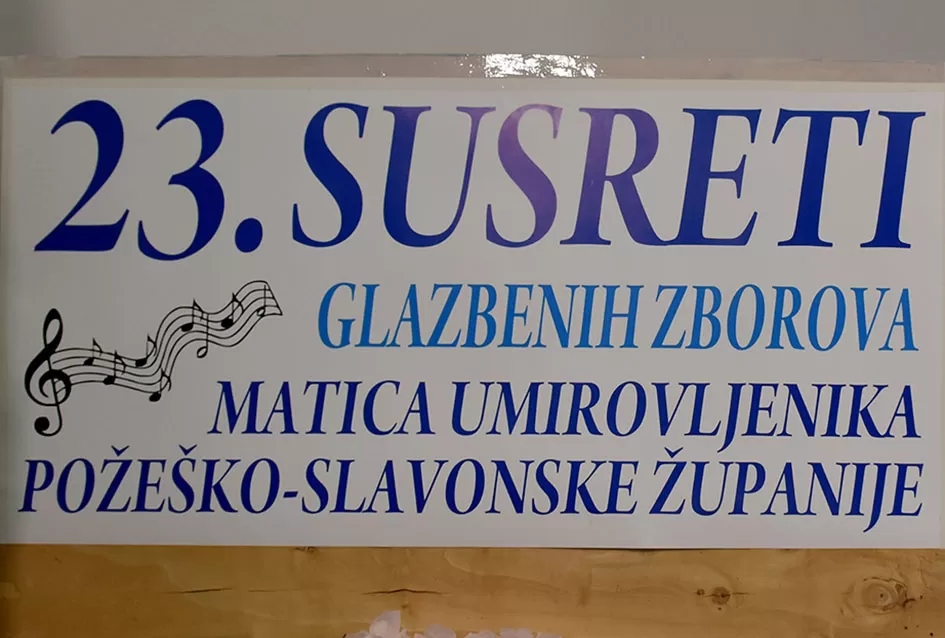 23. SUSRETI
GLAZBENIH ZBOROVA
MATICA UMIROVLJENIKA
POŽEŠKO-SLAVONSKE ŽUPANIJE